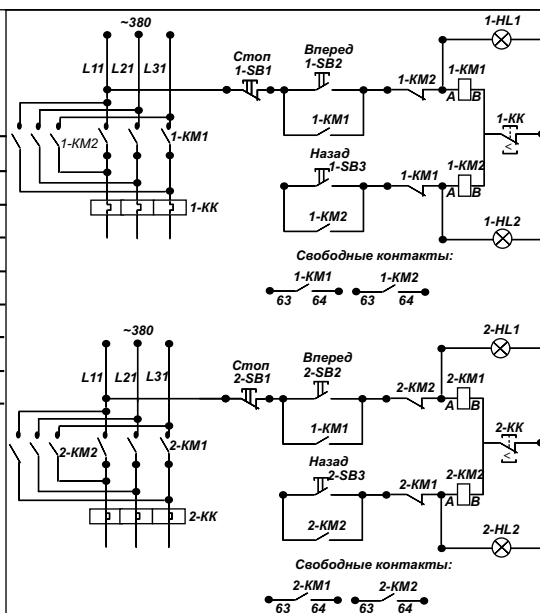 ~380
1-HL1
L11 L21 L31
Стоп
1-SB1
Вперед
1-SB2
1-KM2
1-KM1
A B
1-KM1
1-KK
1-KM2
1-KM1
Назад
1-SB3
1-KM1
1-KM2
A B
1-KM2
<
1-KK
1-HL2
Свободные контакты:
1-KM1 1-KM2
63 64 63 64
~380
2-HL1
L11 L21 L31
Стоп
2-SB1
Вперед
2-SB2
2-KM2
2-KM1
A B
1-KM1
2-KK
2-KM2
2-KM1
Назад
2-SB3
2-KM1
2-KM2
A B
2-KM2
<
2-KK
2-HL2
Свободные контакты:
2-KM1 2-KM2
63 64 63 64